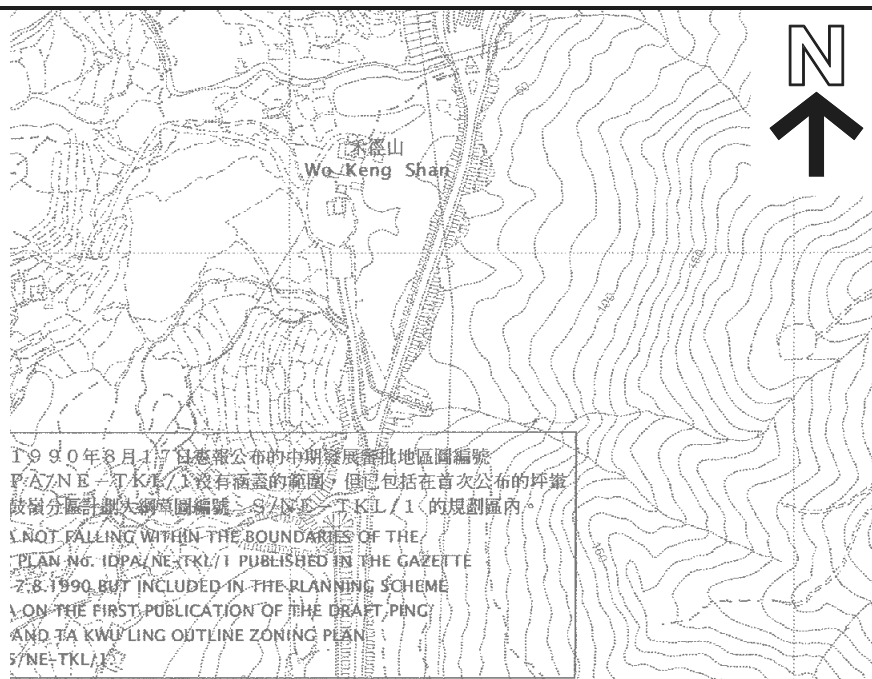 N
禾徑山
Wo Keng Shan
60
100
160
1990年8月17日憲報公布的中期發展審批地區圖編號
PA/NE-TKL/1沒有涵蓋的範圍，但已包括在首次公布的坪輋
鼓嶺分區計劃大綱草圖編號 S/NE-TKL/1 的規劃區內。
A NOT FALLING WITHIN THE BOUNDARIES OF THE
PLAN No. IDPA/NE-TKL/1 PUBLISHED IN THE GAZETTE
7.8.1990 BUT INCLUDED IN THE PLANNING SCHEME
A ON THE FIRST PUBLICATION OF THE DRAFT PING
AND TA KWU LING OUTLINE ZONING PLAN
S/NE-TKL/1